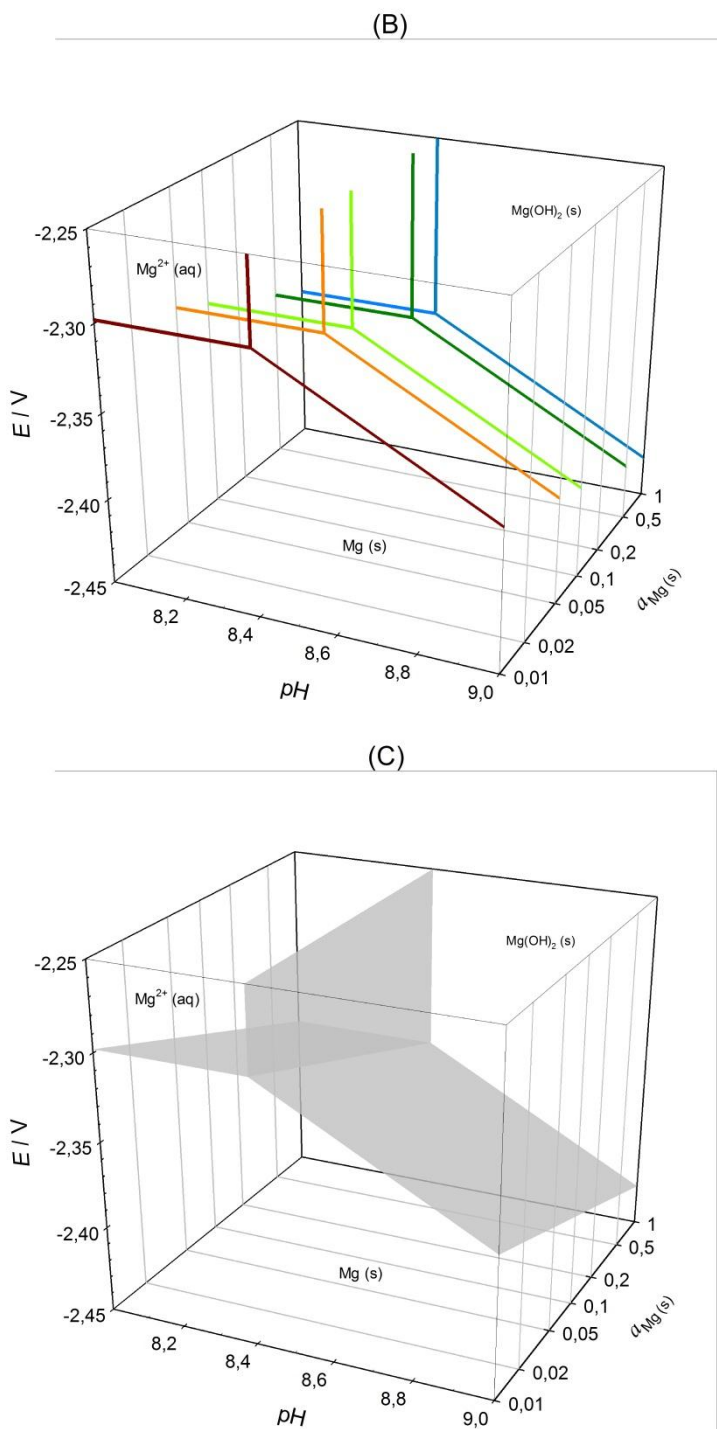 (B)
Mg(OH)₂ (s)
-2,25
Mg²⁺ (aq)
-2,30
E / V
-2,35
-2,40
-2,45
Mg (s)
1
0,5
0,2
0,1
0,05
0,02
0,01
a Mg (s)
8,2
8,4
8,6
8,8
9,0
pH
(C)
Mg(OH)₂ (s)
-2,25
Mg²⁺ (aq)
-2,30
E / V
-2,35
-2,40
-2,45
Mg (s)
1
0,5
0,2
0,1
0,05
0,02
0,01
a Mg (s)
8,2
8,4
8,6
8,8
9,0
pH